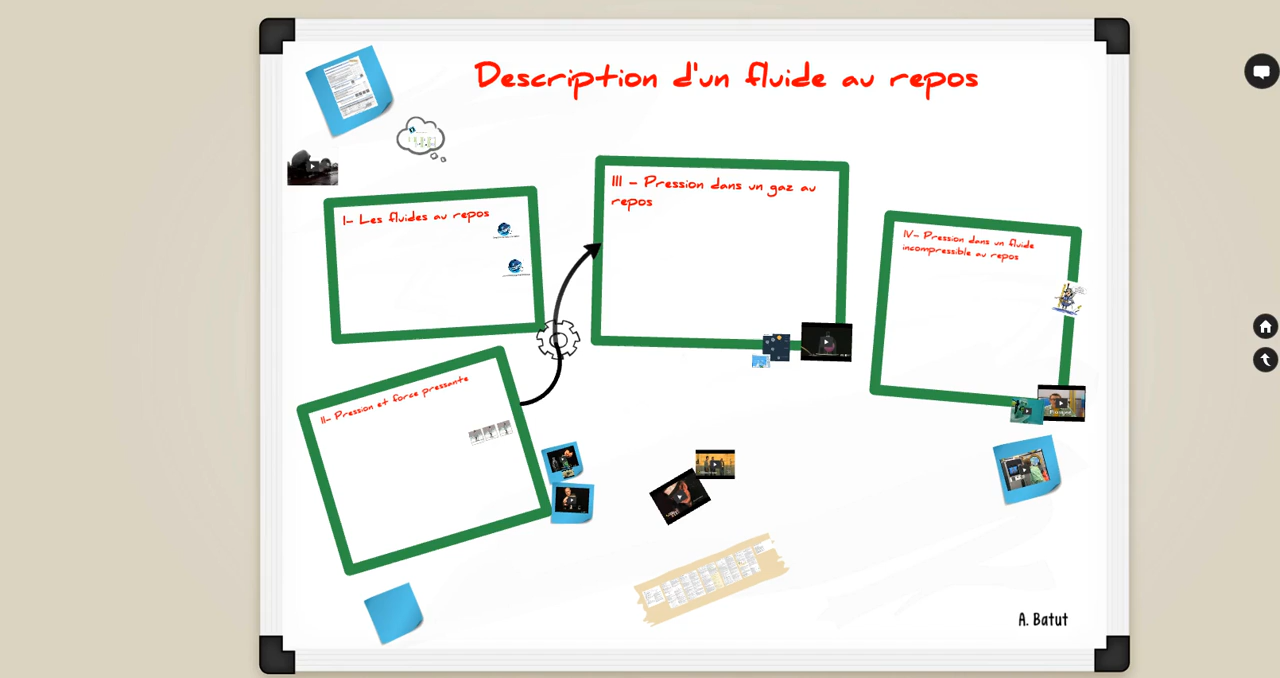 Description d'un fluide au repos
I- Les fluides au repos
II- Pression et force pressante
III - Pression dans un gaz au
repos
IV- Pression dans un fluide
incompressible au repos
A. Batut